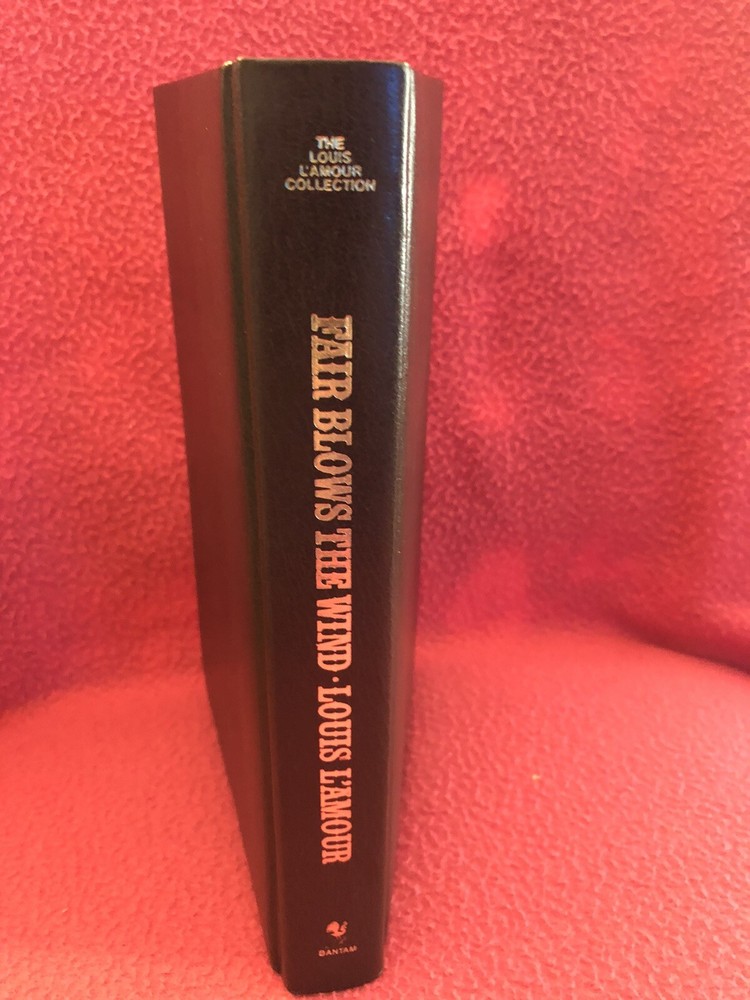 THE
LOUIS
L'AMOUR
COLLECTION
FAIR BLOWS THE WIND · LOUIS L'AMOUR
BANTAM